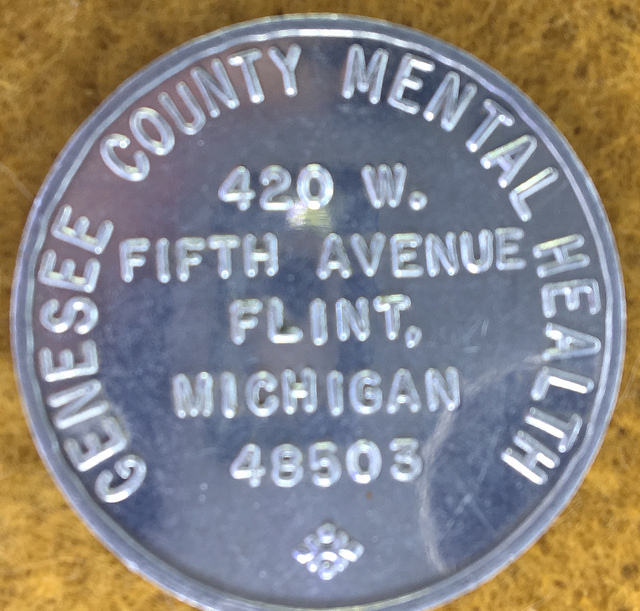 GENESEE COUNTY MENTAL HEALTH
420 W.
FIFTH AVENUE
FLINT,
MICHIGAN
48503